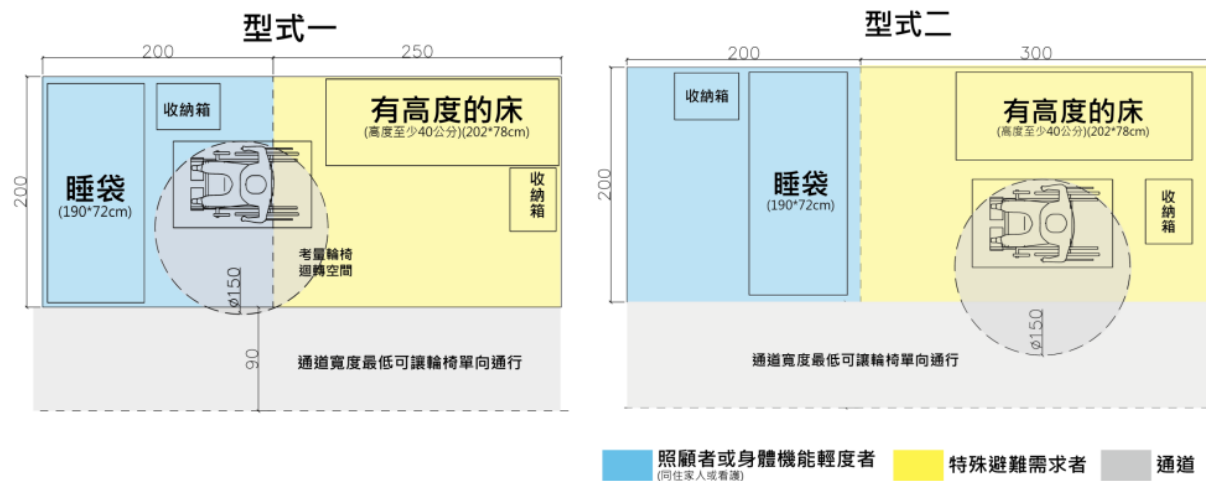 型式一
200
250
200
收納箱
有高度的床
(高度至少40公分)(202*78cm)
睡袋
(190*72cm)
收納箱
考量輪椅
迴轉空間
ø150
90
通道寬度最低可讓輪椅單向通行
型式二
200
300
200
收納箱
有高度的床
(高度至少40公分)(202*78cm)
睡袋
(190*72cm)
收納箱
ø150
通道寬度最低可讓輪椅單向通行
照顧者或身體機能輕度者
(同住家人或看護)
特殊避難需求者
通道